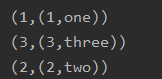 (1,(1,one))
(3,(3,three))
(2,(2,two))